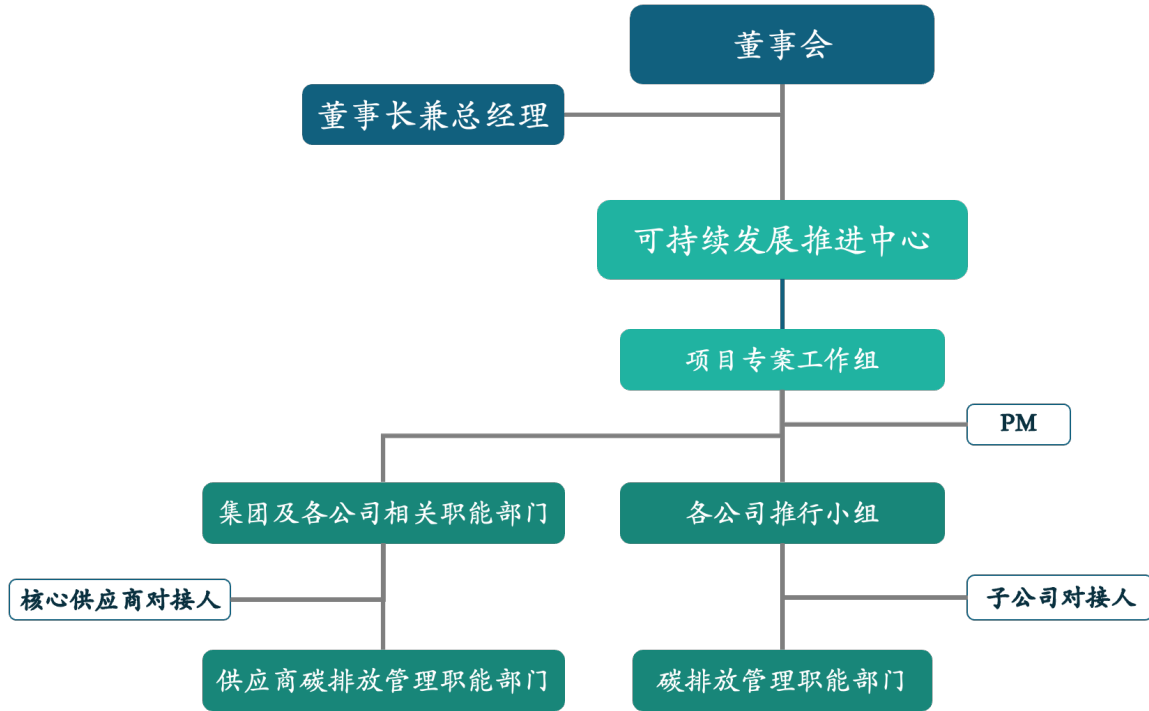 董事会
董事长兼总经理
可持续发展推进中心
项目专案工作组
PM
集团及各公司相关职能部门
各公司推行小组
核心供应商对接人
子公司对接人
供应商碳排放管理职能部门
碳排放管理职能部门